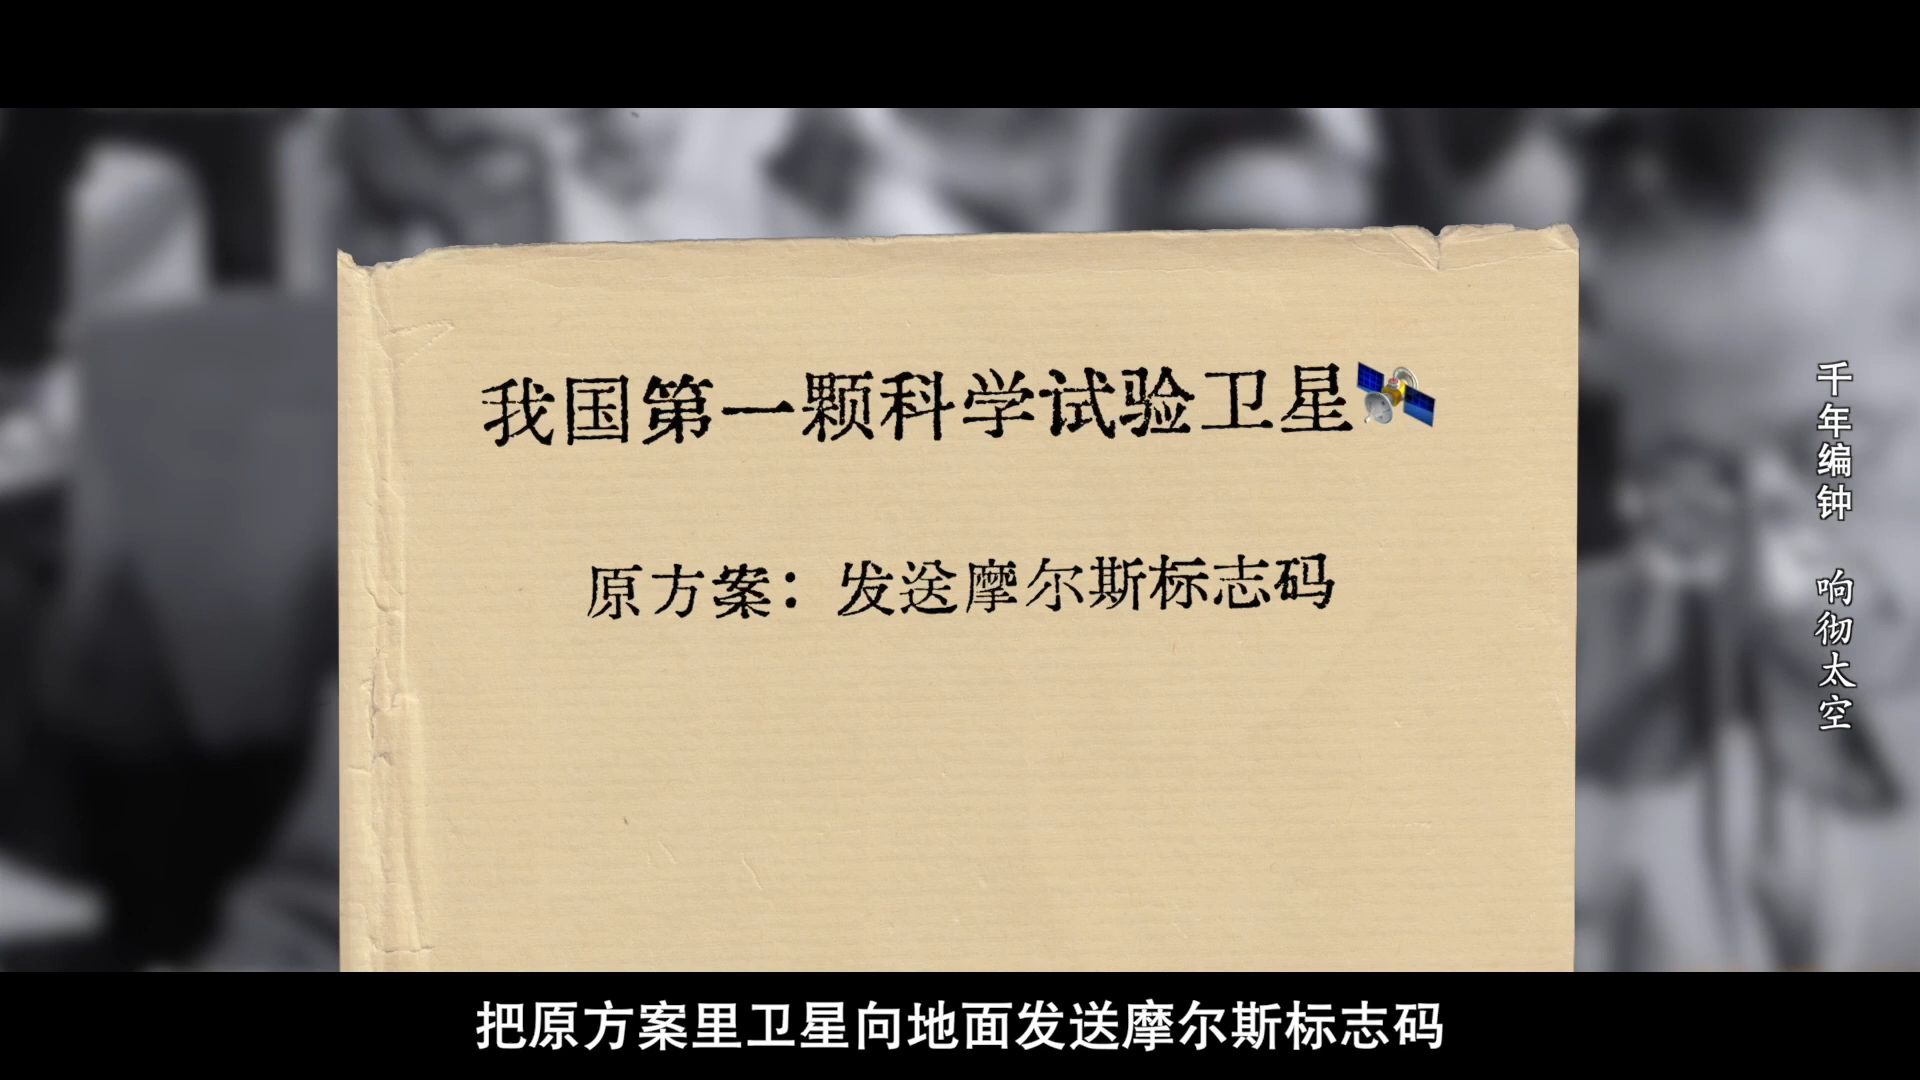 我国第一颗科学试验卫星
原方案：发送摩尔斯标志码
千年编钟 响彻太空
把原方案里卫星向地面发送摩尔斯标志码